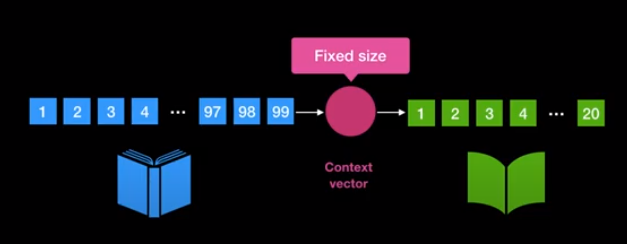 Fixed size
1 2 3 4 ... 97 98 99 1 2 3 4 ... 20
Context
vector